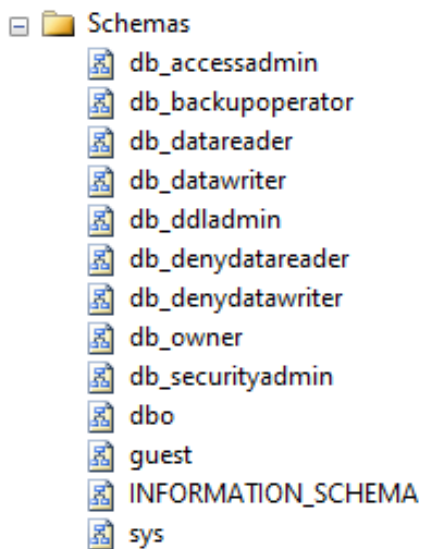 Schemas
db_accessadmin
db_backupoperator
db_datareader
db_datawriter
db_ddladmin
db_denydatareader
db_denydatawriter
db_owner
db_securityadmin
dbo
guest
INFORMATION_SCHEMA
sys